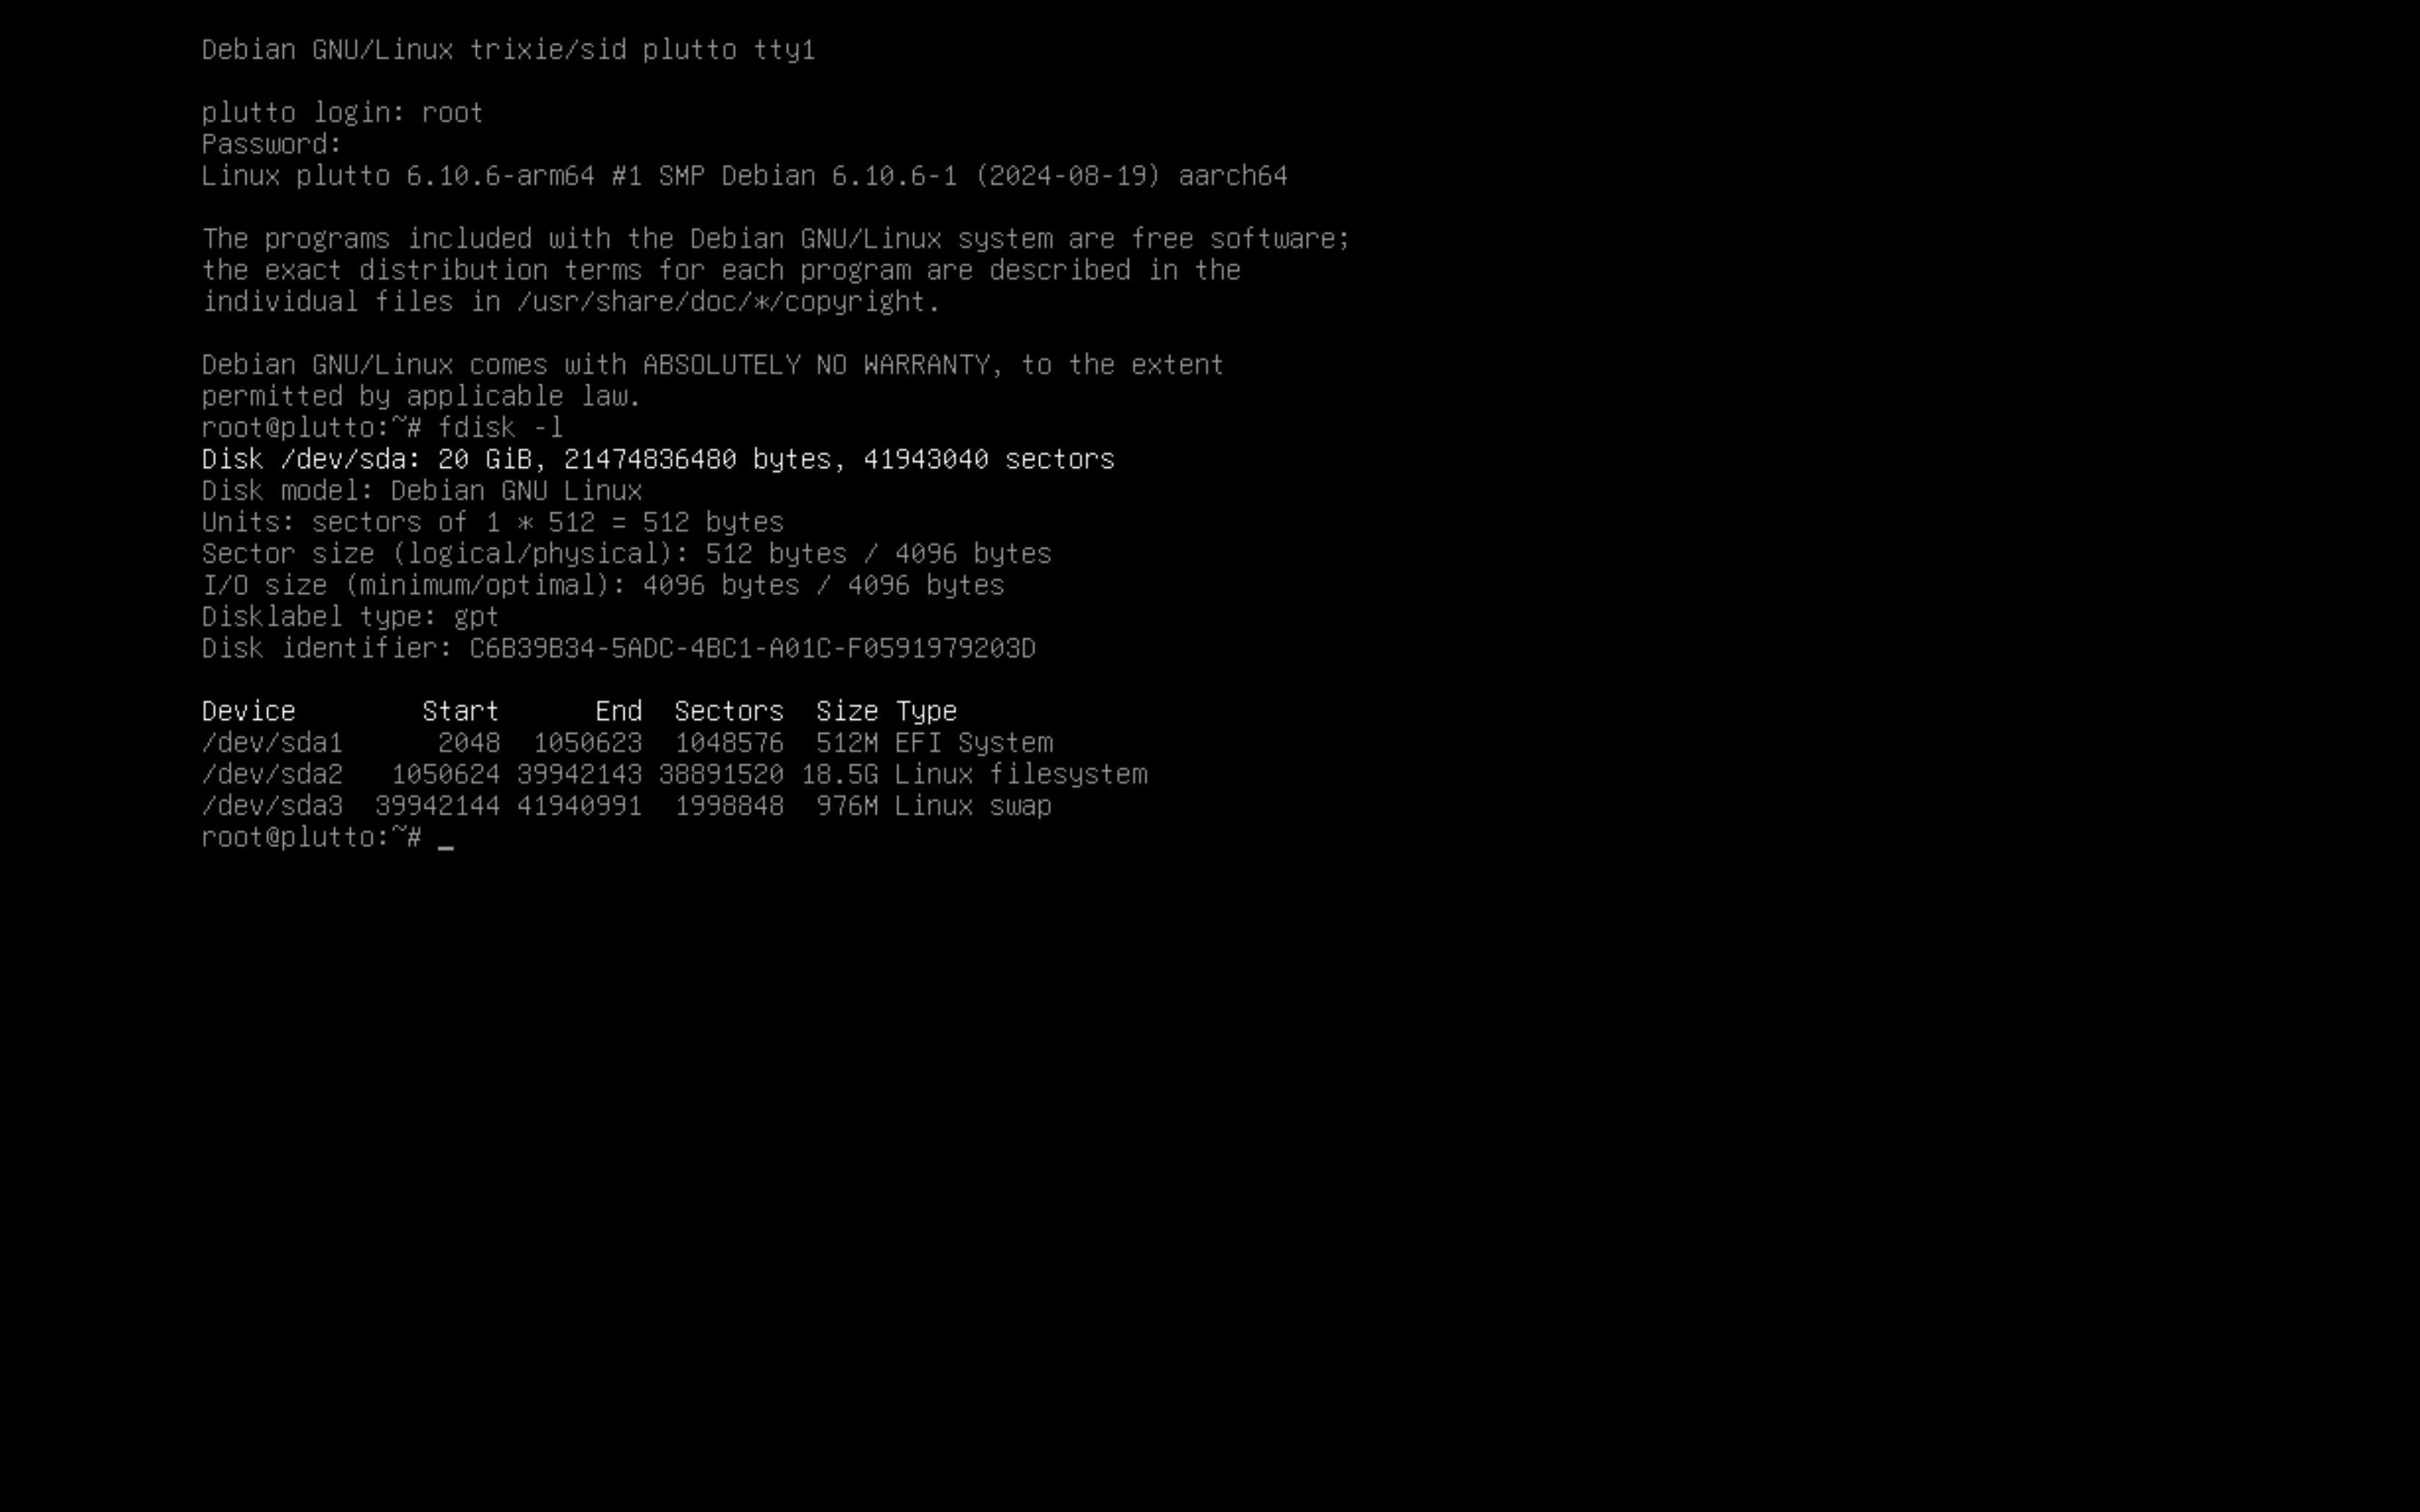 Debian GNU/Linux trixie/sid plutto tty1
plutto login: root
Password:
Linux plutto 6.10.6-arm64 #1 SMP Debian 6.10.6-1 (2024-08-19) aarch64
The programs included with the Debian GNU/Linux system are free software;
the exact distribution terms for each program are described in the
individual files in /usr/share/doc/*/copyright.
Debian GNU/Linux comes with ABSOLUTELY NO WARRANTY, to the extent
permitted by applicable law.
root@plutto:~# fdisk -l
Disk /dev/sda: 20 GiB, 21474836480 bytes, 41943040 sectors
Disk model: Debian GNU Linux
Units: sectors of 1 * 512 = 512 bytes
Sector size (logical/physical): 512 bytes / 4096 bytes
I/O size (minimum/optimal): 4096 bytes / 4096 bytes
Disklabel type: gpt
Disk identifier: C6B39B34-5ADC-4BC1-A01C-F0591979203D
Device        Start      End  Sectors  Size Type
/dev/sda1      2048  1050623  1048576  512M EFI System
/dev/sda2   1050624 39942143 38891520 18.5G Linux filesystem
/dev/sda3  39942144 41940991  1998848  976M Linux swap
root@plutto:~# _